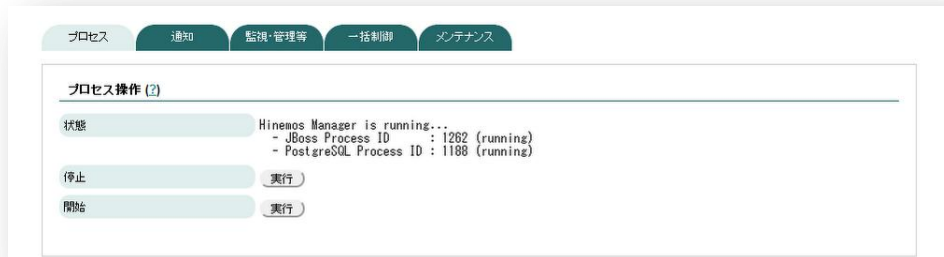 プロセス 通知 監視・管理等 一括制御 メンテナンス
プロセス操作 (?)
状態 Hinemos Manager is running...
- JBoss Process ID : 1262 (running)
- PostgreSQL Process ID : 1188 (running)
停止 実行
開始 実行